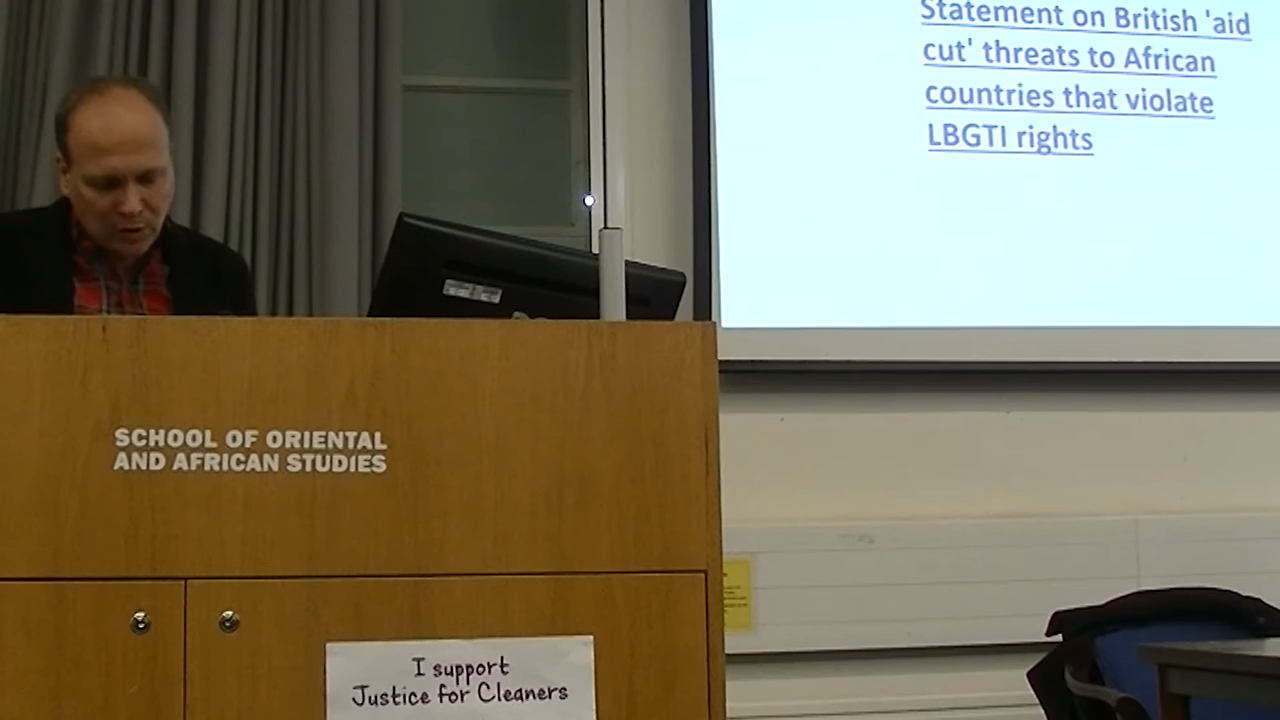 Statement on British 'aid
cut' threats to African
countries that violate
LBGTI rights
SCHOOL OF ORIENTAL
AND AFRICAN STUDIES
I support
Justice for Cleaners